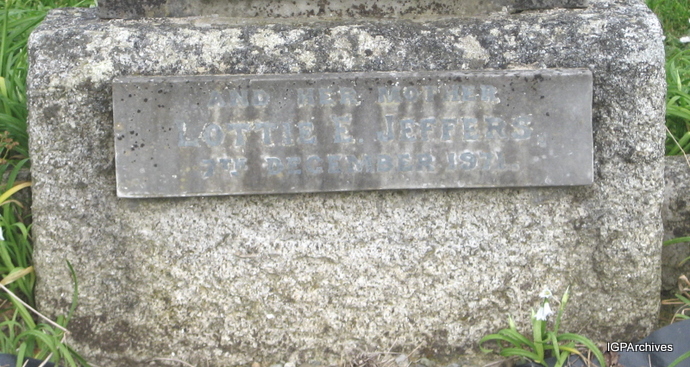 AND HER MOTHER
LOTTIE E. JEFFERS
DECEMBER
IGPArchives